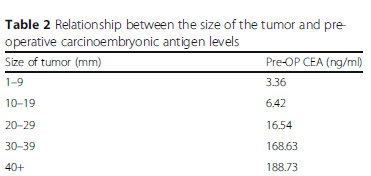 Table 2 Relationship between the size of the tumor and pre-
operative carcinoembryonic antigen levels
Size of tumor (mm) Pre-OP CEA (ng/ml)
1–9 3.36
10–19 6.42
20–29 16.54
30–39 168.63
40+ 188.73